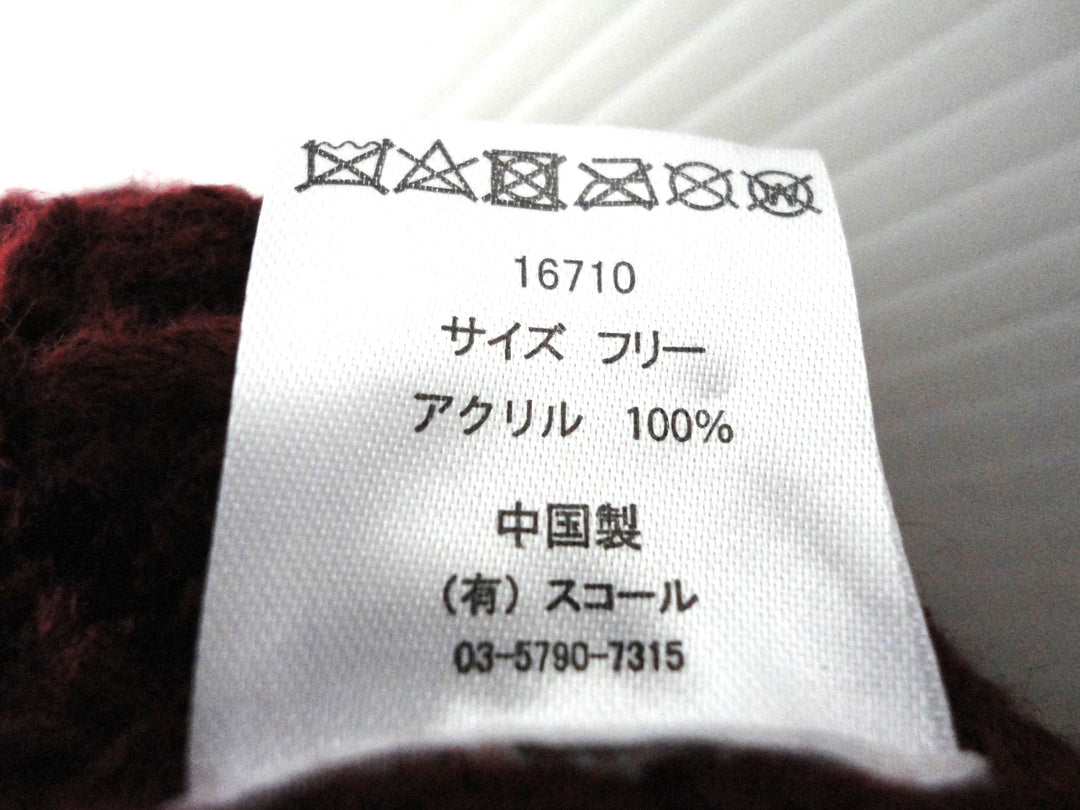 16710
サイズ フリー
アクリル 100%
中国製
(有) スコール
03-5790-7315